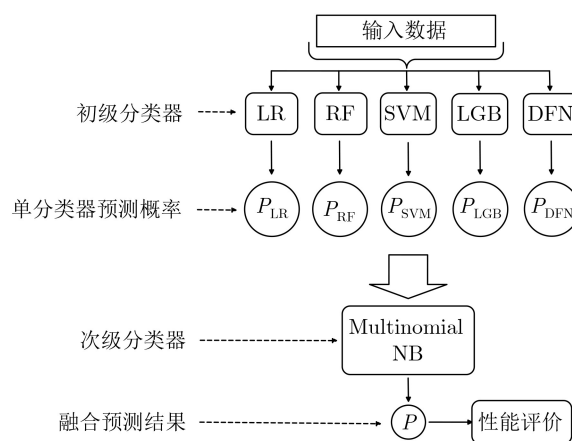 输入数据
初级分类器 LR RF SVM LGB DFN
单分类器预测概率 P_LR P_RF P_SVM P_LGB P_DFN
次级分类器 Multinomial
NB
融合预测结果 P 性能评价